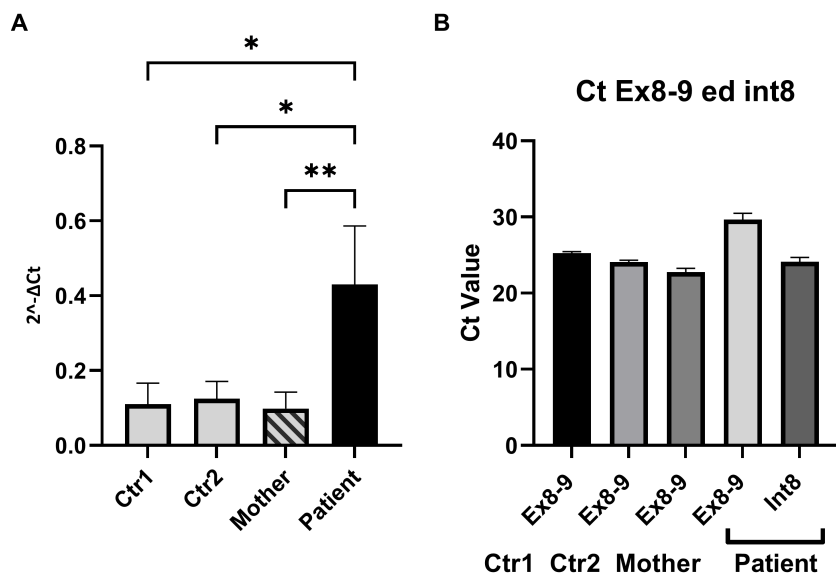 A
*
*
**
0.8
0.6
0.4
0.2
0.0
2^-ΔCt
Ctr1
Ctr2
Mother
Patient
B
Ct Ex8-9 ed int8
40
30
20
10
0
Ct Value
Ex8-9
Ex8-9
Ex8-9
Ex8-9
Int8
Ctr1 Ctr2 Mother Patient